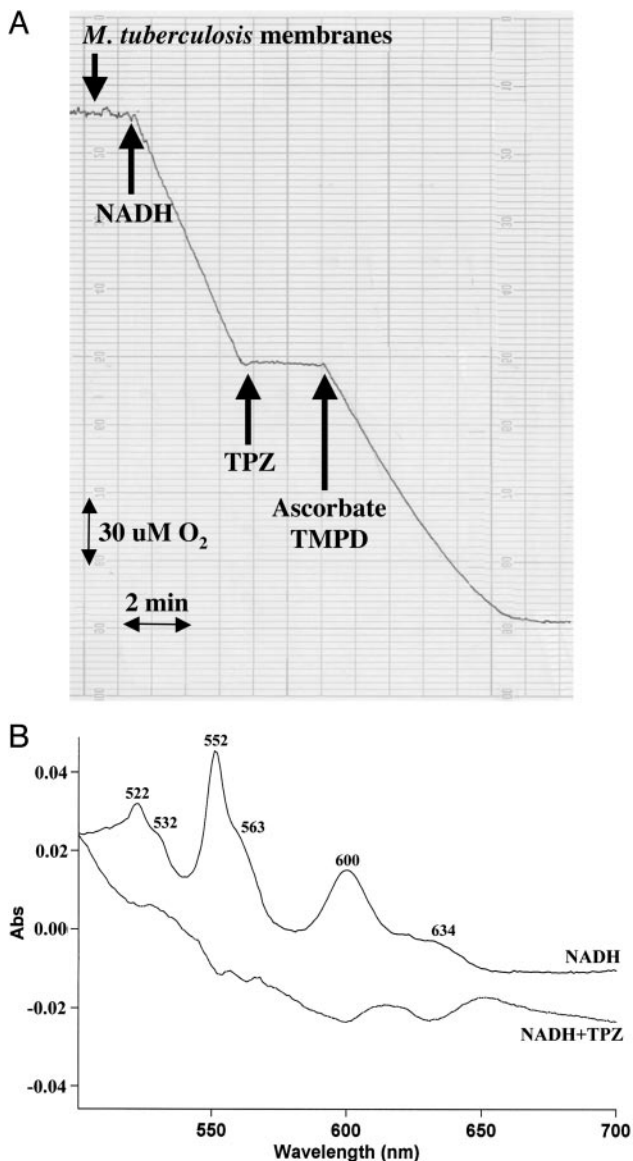 A
M. tuberculosis membranes
NADH
TPZ
Ascorbate
TMPD
30 uM O₂
2 min
B
552
522
532
563
600
634
NADH
NADH+TPZ
0.04
0.02
0.00
-0.02
-0.04
Abs
550
600
650
700
Wavelength (nm)